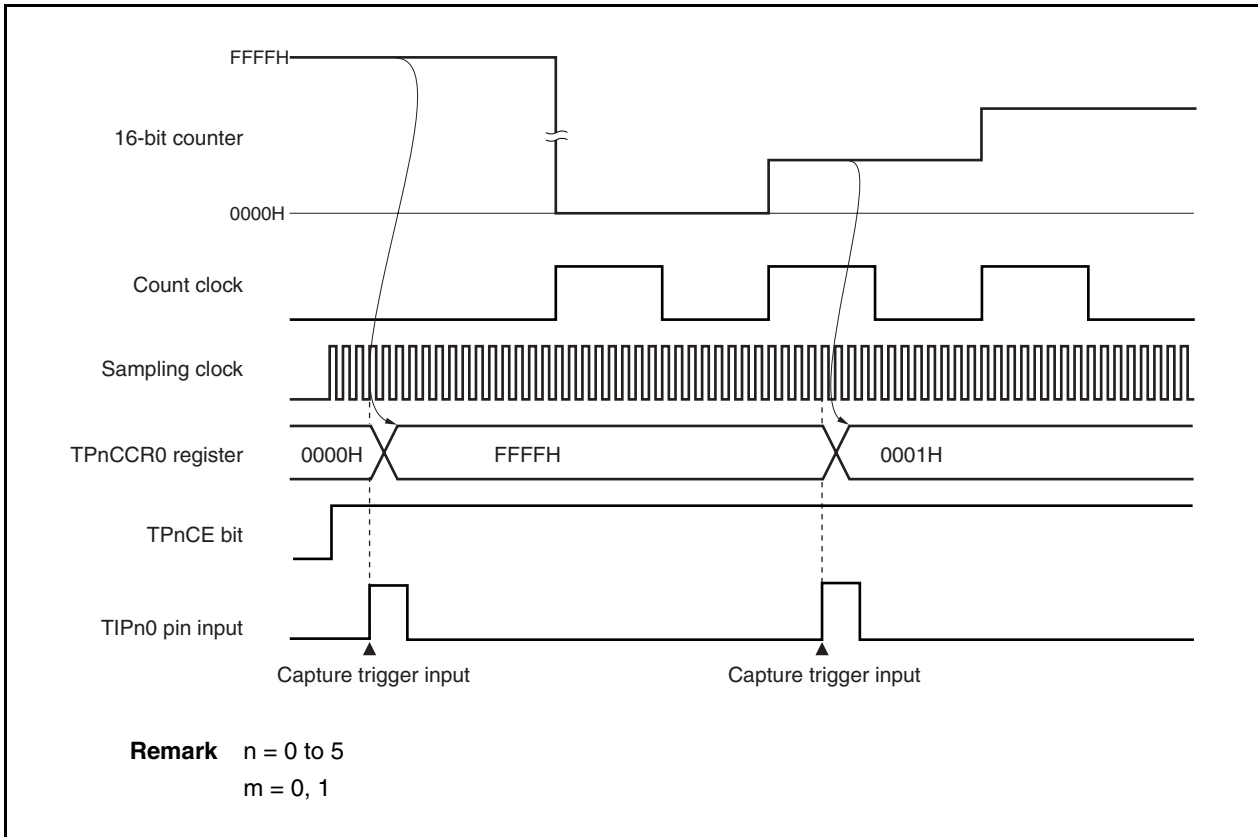 FFFFH
16-bit counter
0000H
Count clock
Sampling clock
TPnCCR0 register
0000H
FFFFH
0001H
TPnCE bit
TIPn0 pin input
Capture trigger input
Capture trigger input
Remark n = 0 to 5
m = 0, 1